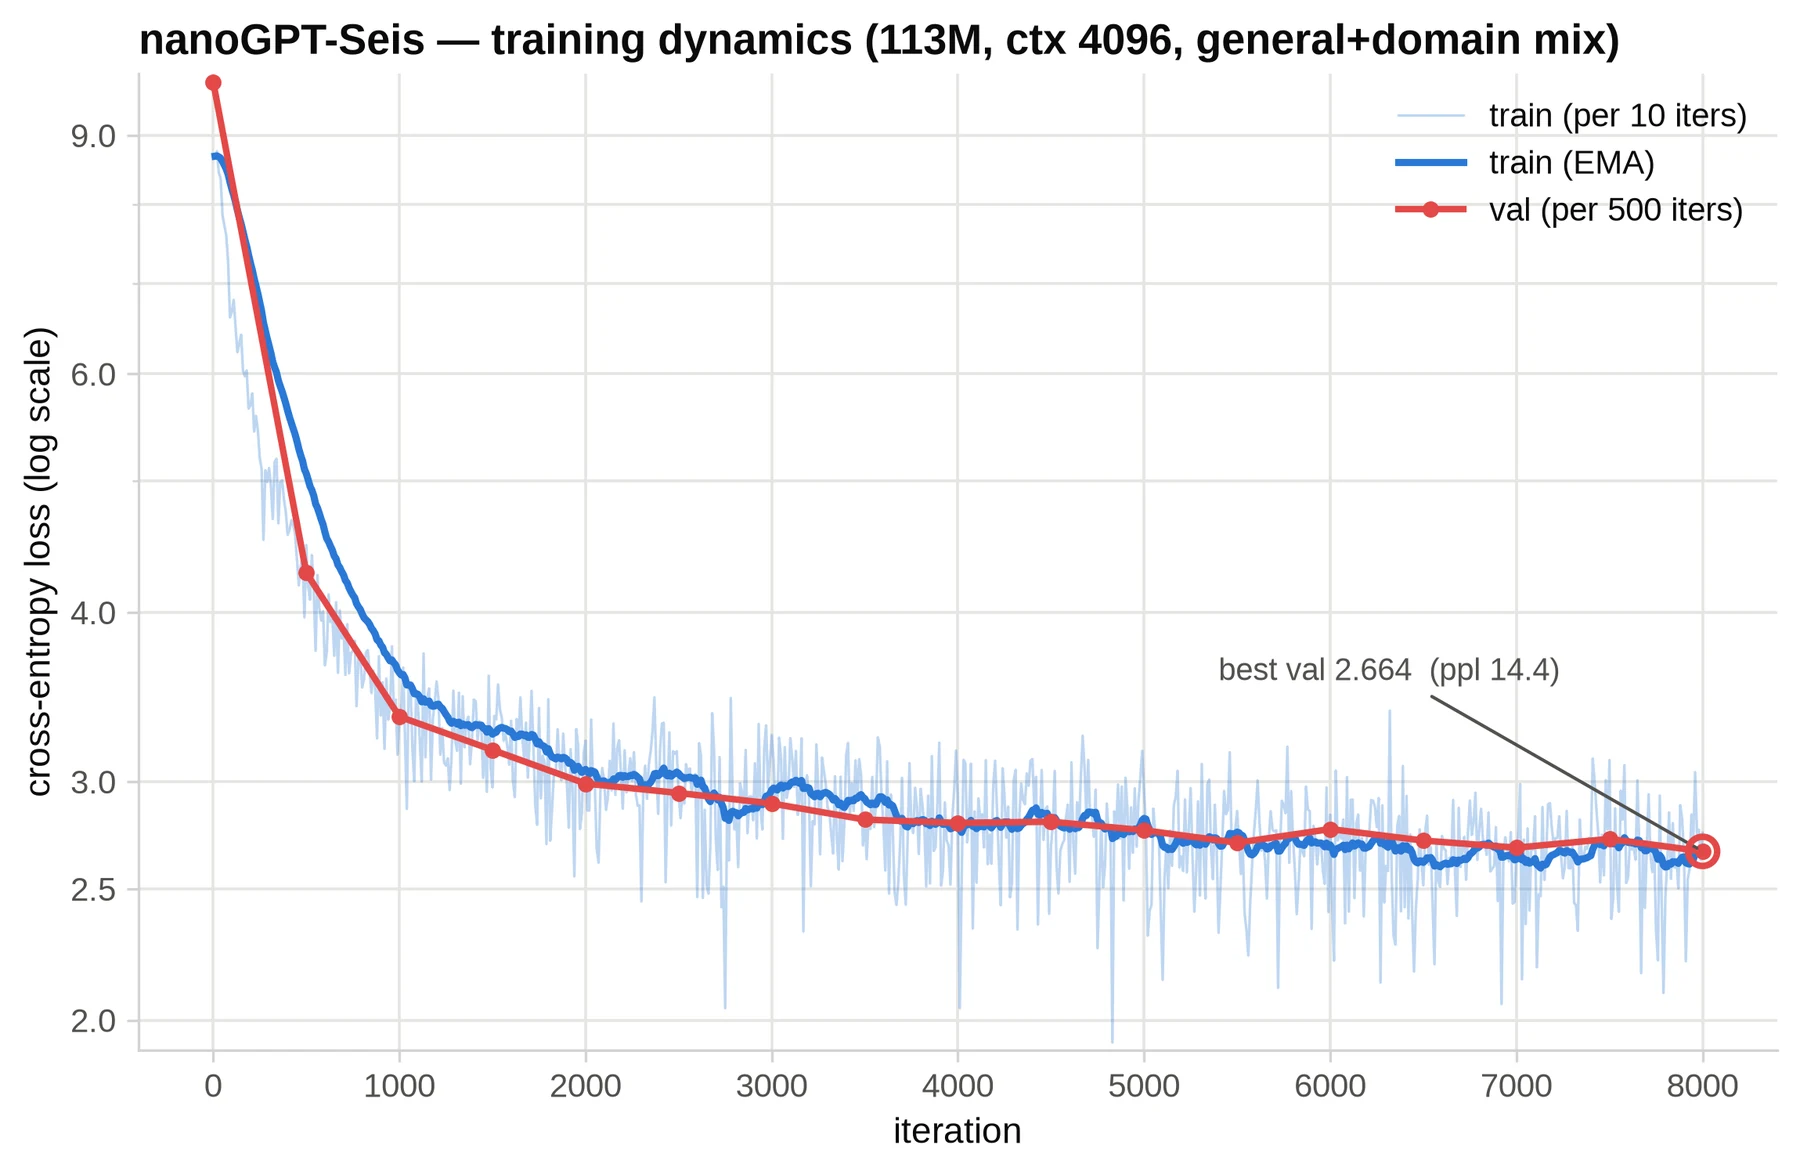 nanoGPT-Seis — training dynamics (113M, ctx 4096, general+domain mix)
train (per 10 iters)
train (EMA)
val (per 500 iters)
cross-entropy loss (log scale)
9.0
6.0
4.0
3.0
2.5
2.0
best val 2.664 (ppl 14.4)
0 1000 2000 3000 4000 5000 6000 7000 8000
iteration